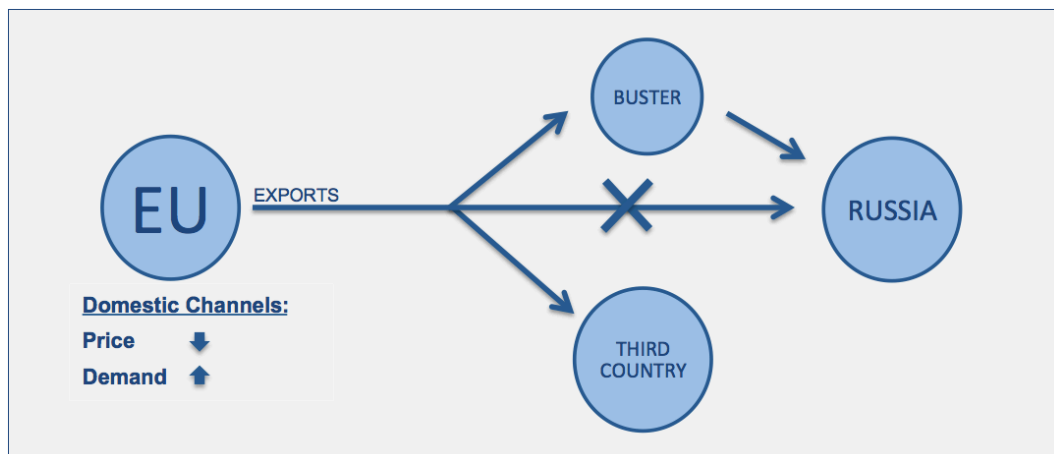 BUSTER
EU
EXPORTS
RUSSIA
Domestic Channels:
Price
Demand
THIRD
COUNTRY